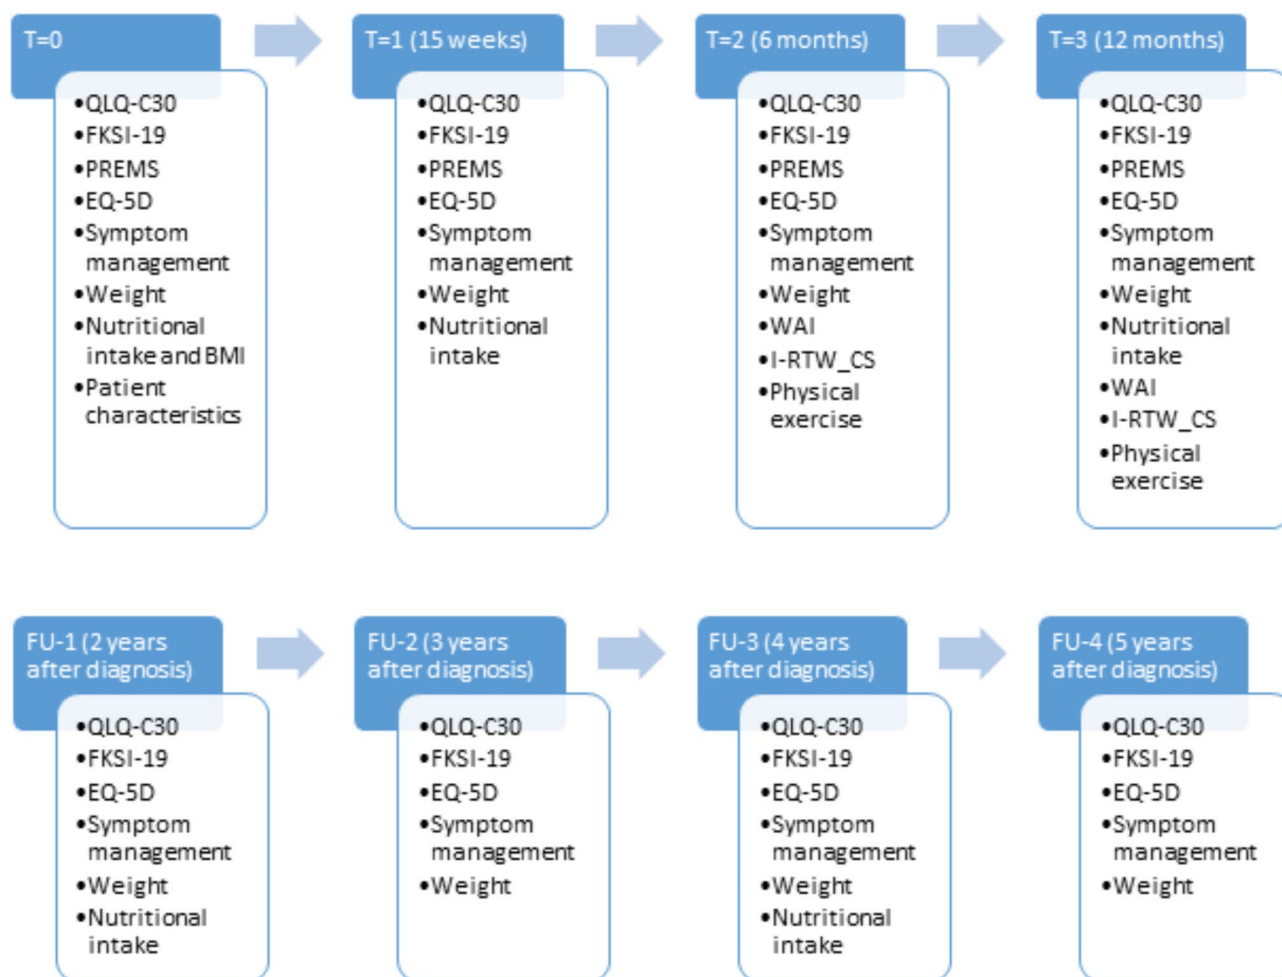 T=0
•QLQ-C30
•FKSI-19
•PREMS
•EQ-5D
•Symptom
management
•Weight
•Nutritional
intake and BMI
•Patient
characteristics
T=1 (15 weeks)
•QLQ-C30
•FKSI-19
•PREMS
•EQ-5D
•Symptom
management
•Weight
•Nutritional
intake
T=2 (6 months)
•QLQ-C30
•FKSI-19
•PREMS
•EQ-5D
•Symptom
management
•Weight
•WAI
•I-RTW_CS
•Physical
exercise
T=3 (12 months)
•QLQ-C30
•FKSI-19
•PREMS
•EQ-5D
•Symptom
management
•Weight
•Nutritional
intake
•WAI
•I-RTW_CS
•Physical
exercise
FU-1 (2 years
after diagnosis)
•QLQ-C30
•FKSI-19
•EQ-5D
•Symptom
management
•Weight
•Nutritional
intake
FU-2 (3 years
after diagnosis)
•QLQ-C30
•FKSI-19
•EQ-5D
•Symptom
management
•Weight
FU-3 (4 years
after diagnosis)
•QLQ-C30
•FKSI-19
•EQ-5D
•Symptom
management
•Weight
•Nutritional
intake
FU-4 (5 years
after diagnosis)
•QLQ-C30
•FKSI-19
•EQ-5D
•Symptom
management
•Weight